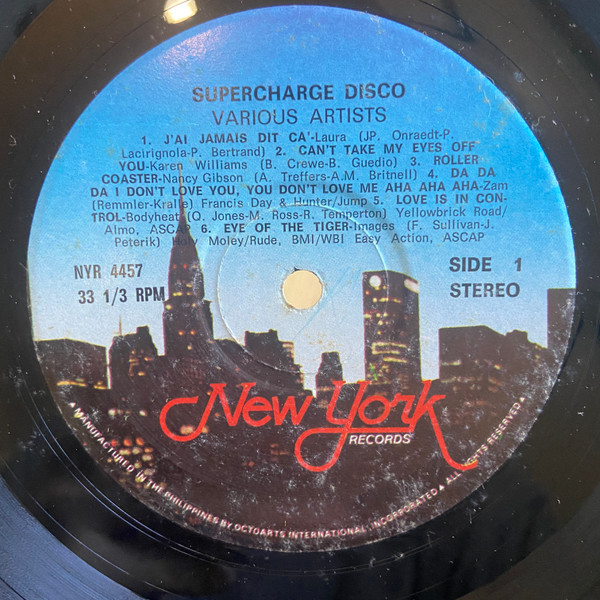 SUPERCHARGE DISCO
VARIOUS ARTISTS
1. J'AI JAMAIS DIT CA'-Laura (JP. Onraedt-P.
Lacirignola-P. Bertrand) 2. CAN'T TAKE MY EYES OFF
YOU-Karen Williams (B. Crewe-B. Guedio) 3. ROLLER
COASTER-Nancy Gibson (A. Treffers-A.M. Britnell) 4. DA DA
DA I DON'T LOVE YOU, YOU DON'T LOVE ME AHA AHA AHA-Zam
(Remmler-Kralle) Francis Day & Hunter/Jump 5. LOVE IS IN CON-
TROL-Bodyheat (Q. Jones-M. Ross-R. Temperton) Yellowbrick Road/
Almo, ASCAP 6. EYE OF THE TIGER-Images (F. Sullivan-J.
Peterik) Holy Moley/Rude, BMI/WBI Easy Action, ASCAP
NYR 4457
33 1/3 RPM
SIDE 1
STEREO
New York
RECORDS
▲ MANUFACTURED IN THE PHILIPPINES BY OCTOARTS INTERNATIONAL INCORPORATED ▲ ALL RIGHTS RESERVED ▲